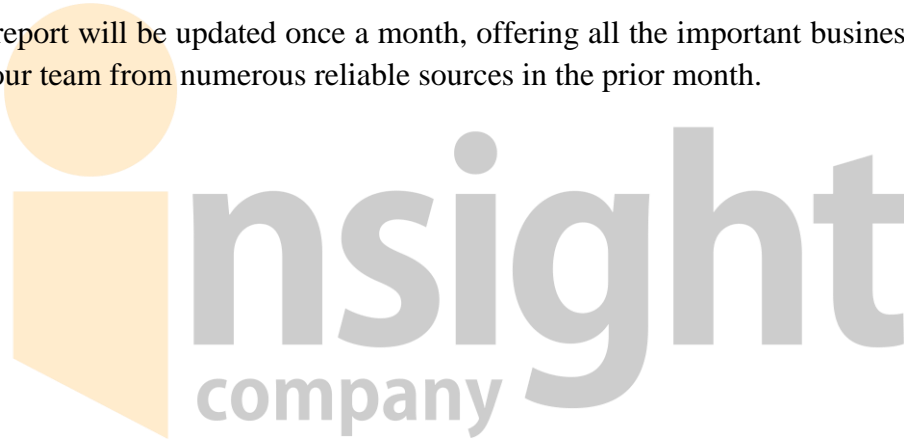 report will be updated once a month, offering all the important busines
our team from numerous reliable sources in the prior month.
insight
company